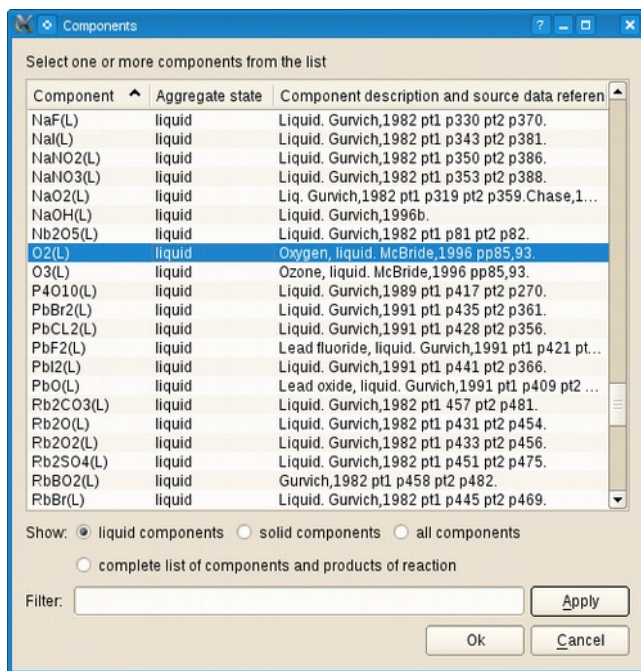 Components
Select one or more components from the list
Component Aggregate state Component description and source data referen
NaF(L) liquid Liquid. Gurvich,1982 pt1 p330 pt2 p370.
NaI(L) liquid Liquid. Gurvich,1982 pt1 p343 pt2 p381.
NaNO2(L) liquid Liquid. Gurvich,1982 pt1 p350 pt2 p386.
NaNO3(L) liquid Liquid. Gurvich,1982 pt1 p353 pt2 p388.
NaO2(L) liquid Liq. Gurvich,1982 pt1 p319 pt2 p359.Chase,1...
NaOH(L) liquid Liquid. Gurvich,1996b.
Nb2O5(L) liquid Liquid. Gurvich,1982 pt1 p81 pt2 p82.
O2(L) liquid Oxygen, liquid. McBride,1996 pp85,93.
O3(L) liquid Ozone, liquid. McBride,1996 pp85,93.
P4O10(L) liquid Liquid. Gurvich,1989 pt1 p417 pt2 p270.
PbBr2(L) liquid Liquid. Gurvich,1991 pt1 p435 pt2 p361.
PbCL2(L) liquid Liquid. Gurvich,1991 pt1 p428 pt2 p356.
PbF2(L) liquid Lead fluoride, liquid. Gurvich,1991 pt1 p421 pt...
PbI2(L) liquid Liquid. Gurvich,1991 pt1 p441 pt2 p366.
PbO(L) liquid Lead oxide, liquid. Gurvich,1991 pt1 p409 pt2 ...
Rb2CO3(L) liquid Liquid. Gurvich,1982 pt1 457 pt2 p481.
Rb2O(L) liquid Liquid. Gurvich,1982 pt1 p431 pt2 p454.
Rb2O2(L) liquid Liquid. Gurvich,1982 pt1 p433 pt2 p456.
Rb2SO4(L) liquid Liquid. Gurvich,1982 pt1 p451 pt2 p475.
RbBO2(L) liquid Gurvich,1982 pt1 p458 pt2 p482.
RbBr(L) liquid Liquid. Gurvich,1982 pt1 p445 pt2 p469.
Show: liquid components solid components all components
complete list of components and products of reaction
Filter: Apply
Ok Cancel